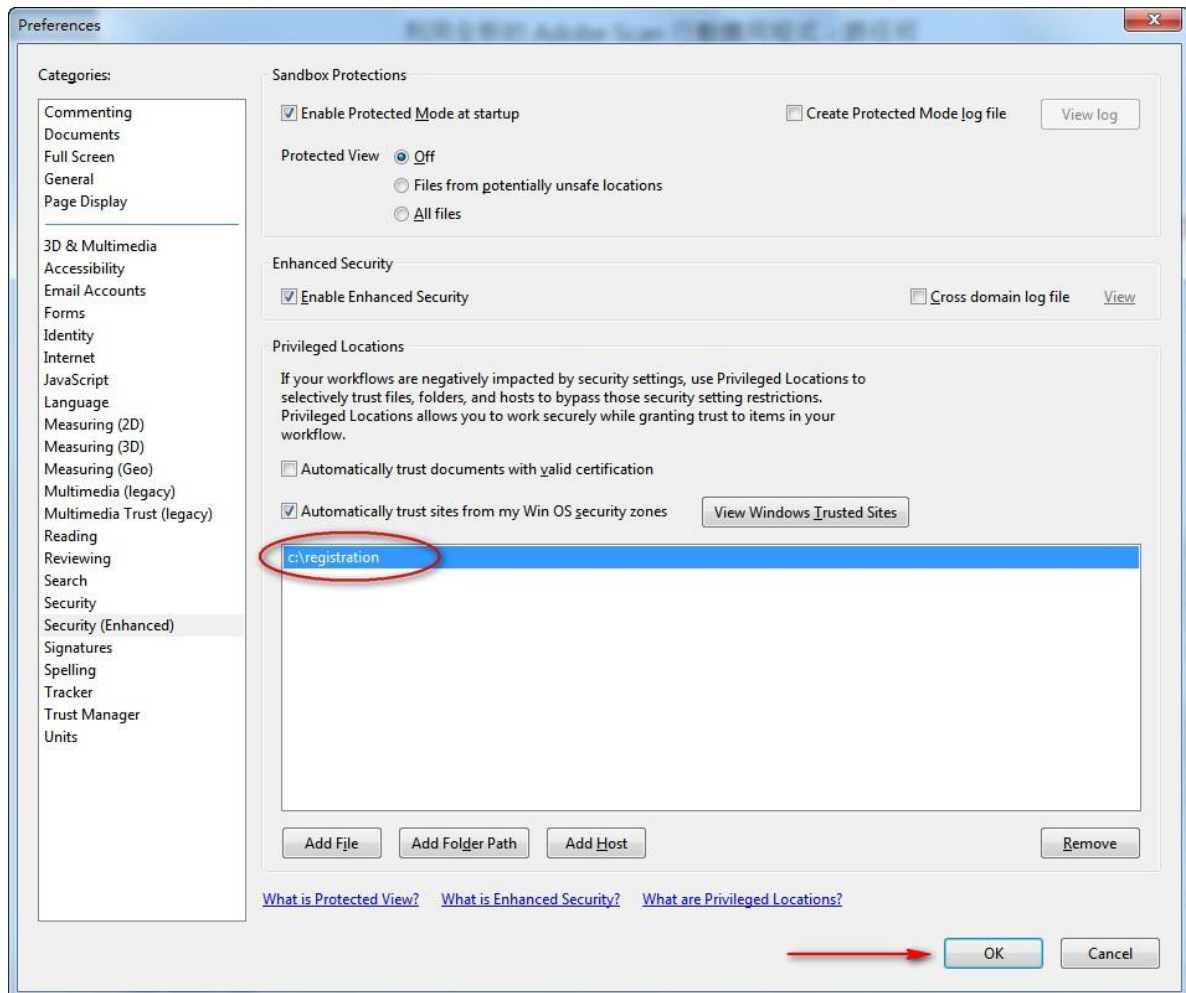 Preferences
Categories:
Commenting
Documents
Full Screen
General
Page Display
3D & Multimedia
Accessibility
Email Accounts
Forms
Identity
Internet
JavaScript
Language
Measuring (2D)
Measuring (3D)
Measuring (Geo)
Multimedia (legacy)
Multimedia Trust (legacy)
Reading
Reviewing
Search
Security
Security (Enhanced)
Signatures
Spelling
Tracker
Trust Manager
Units
Sandbox Protections
Enable Protected Mode at startup
Create Protected Mode log file
View log
Protected View
Off
Files from potentially unsafe locations
All files
Enhanced Security
Enable Enhanced Security
Cross domain log file
View
Privileged Locations
If your workflows are negatively impacted by security settings, use Privileged Locations to
selectively trust files, folders, and hosts to bypass those security setting restrictions.
Privileged Locations allows you to work securely while granting trust to items in your
workflow.
Automatically trust documents with valid certification
Automatically trust sites from my Win OS security zones
View Windows Trusted Sites
c:\registration
Add File
Add Folder Path
Add Host
Remove
What is Protected View?
What is Enhanced Security?
What are Privileged Locations?
OK
Cancel